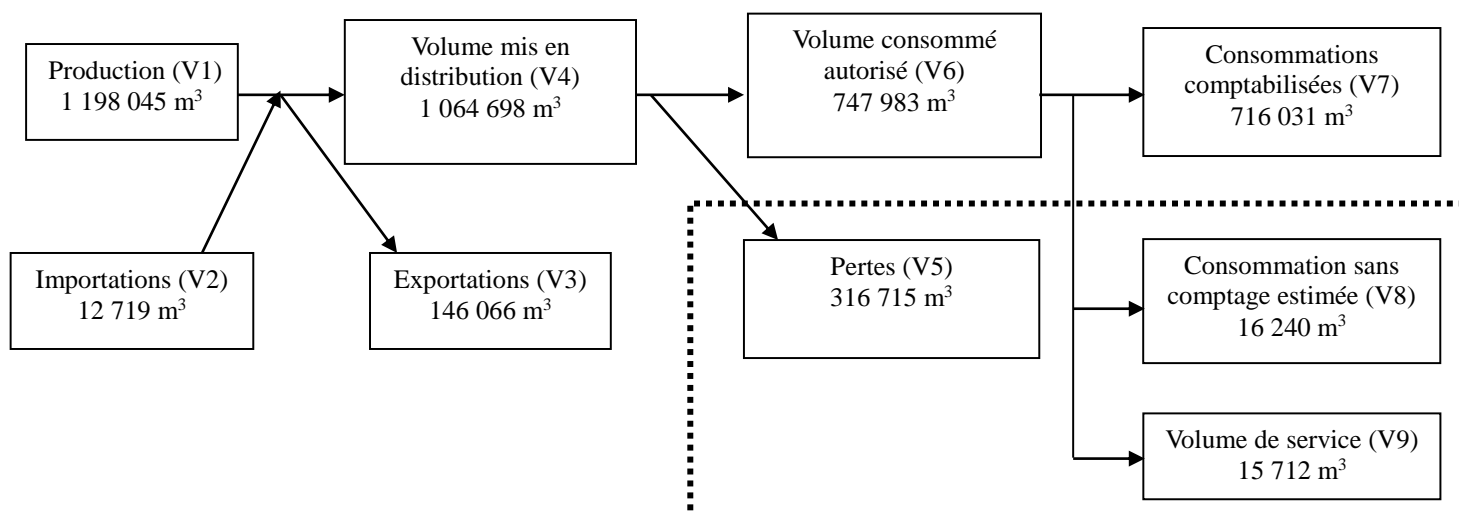 Production (V1)
1 198 045 m³
Volume mis en
distribution (V4)
1 064 698 m³
Volume consommé
autorisé (V6)
747 983 m³
Consommations
comptabilisées (V7)
716 031 m³
Importations (V2)
12 719 m³
Exportations (V3)
146 066 m³
Pertes (V5)
316 715 m³
Consommation sans
comptage estimée (V8)
16 240 m³
Volume de service (V9)
15 712 m³